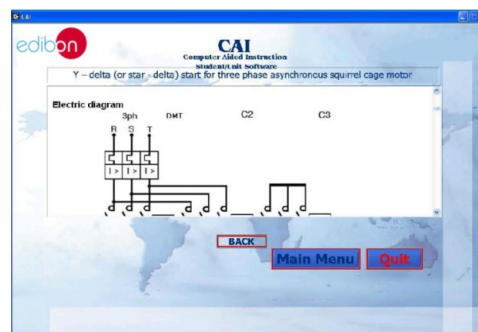 CAI
edibon
CAI
Computer Aided Instruction
Student/Unit Software
Y – delta (or star - delta) start for three phase asynchronous squirrel cage motor
Electric diagram
3ph DMT C2 C3
R S T
I > I > I >
BACK
Main Menu Quit